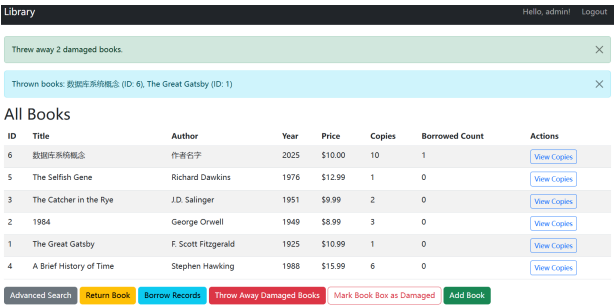 Library Hello, admin! Logout
Threw away 2 damaged books.
Thrown books: 数据库系统概念 (ID: 6), The Great Gatsby (ID: 1)
All Books
ID Title Author Year Price Copies Borrowed Count Actions
6 数据库系统概念 作者名字 2025 $10.00 10 1 View Copies
5 The Selfish Gene Richard Dawkins 1976 $12.99 1 0 View Copies
3 The Catcher in the Rye J.D. Salinger 1951 $9.99 2 0 View Copies
2 1984 George Orwell 1949 $8.99 3 0 View Copies
1 The Great Gatsby F. Scott Fitzgerald 1925 $10.99 1 0 View Copies
4 A Brief History of Time Stephen Hawking 1988 $15.99 6 0 View Copies
Advanced Search Return Book Borrow Records Throw Away Damaged Books Mark Book Box as Damaged Add Book